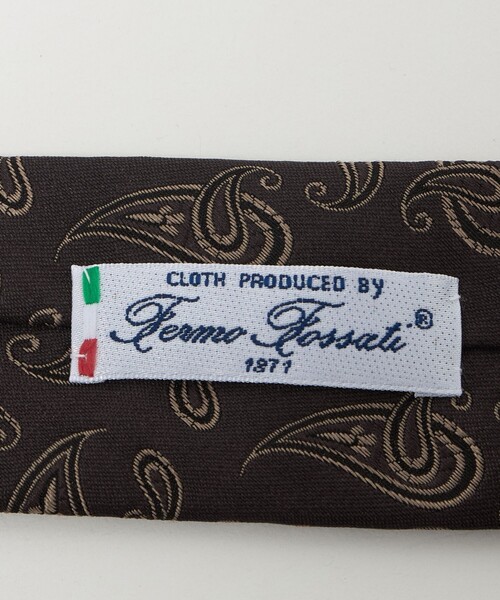 CLOTH PRODUCED BY
Fermo Fossati®
1871